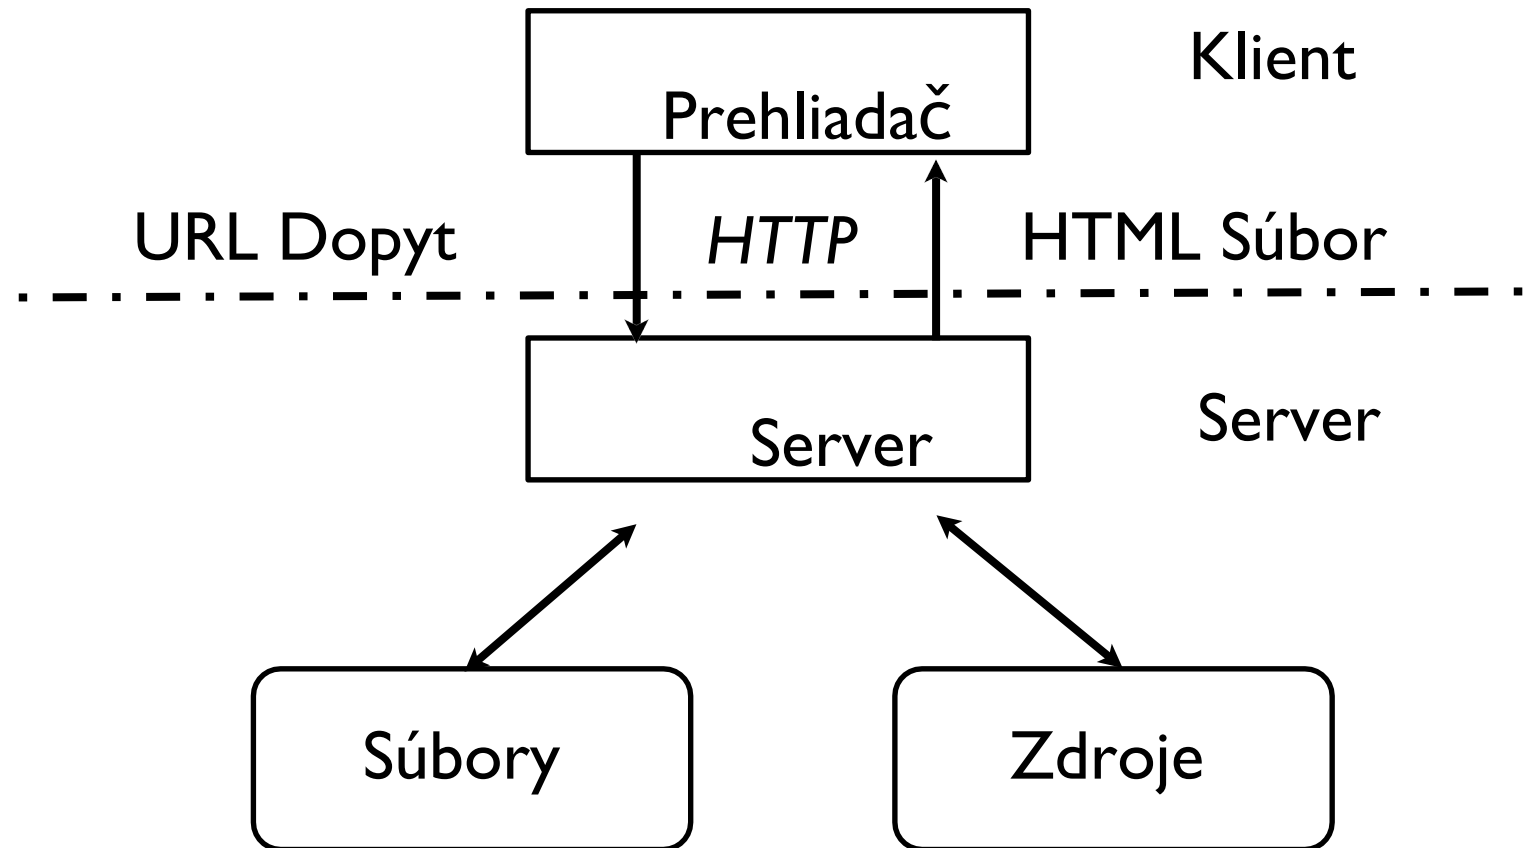 Klient
Prehliadač
URL Dopyt
HTTP
HTML Súbor
Server
Server
Súbory
Zdroje